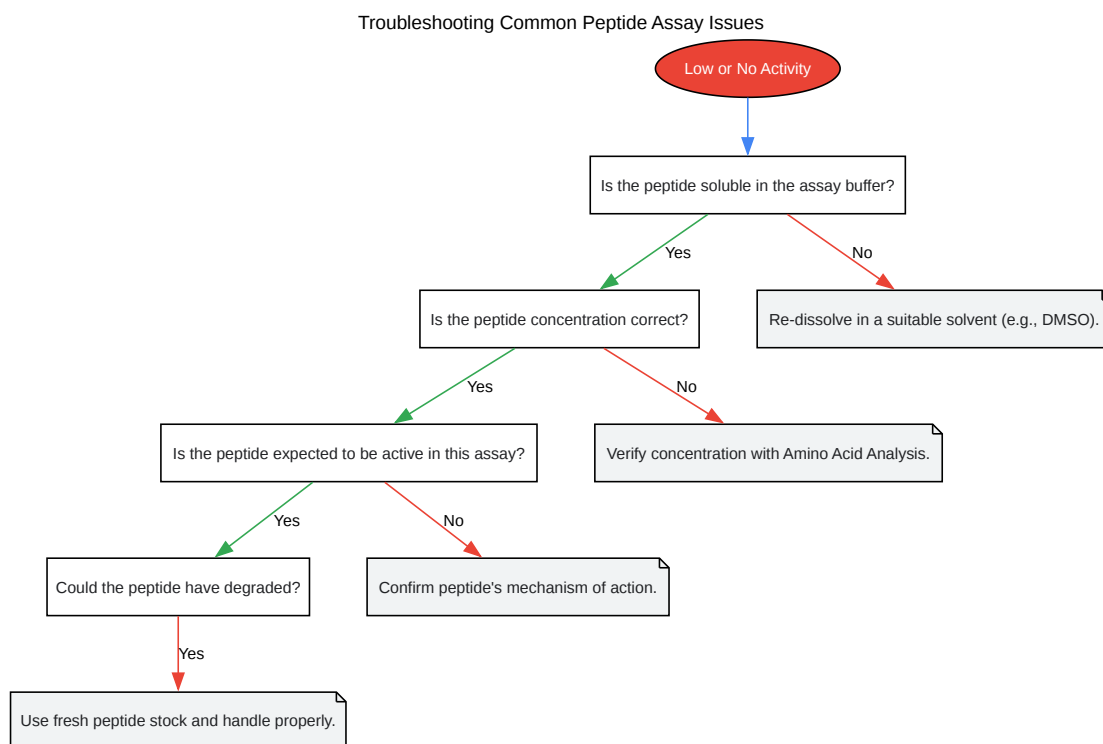 Troubleshooting Common Peptide Assay Issues
Low or No Activity
Is the peptide soluble in the assay buffer?
Yes
No
Is the peptide concentration correct?
Re-dissolve in a suitable solvent (e.g., DMSO).
Yes
No
Is the peptide expected to be active in this assay?
Verify concentration with Amino Acid Analysis.
Yes
No
Could the peptide have degraded?
Confirm peptide's mechanism of action.
Yes
Use fresh peptide stock and handle properly.